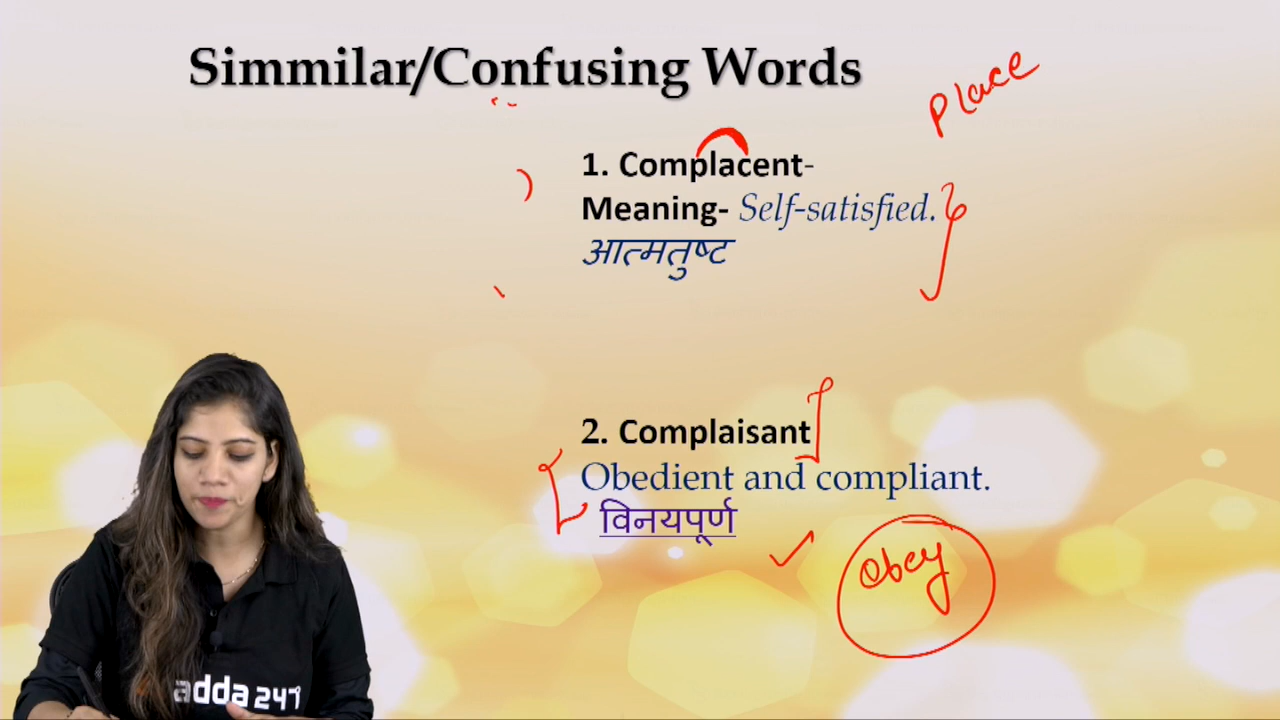 Simmilar/Confusing Words
Place
1. Complacent-
Meaning- Self-satisfied.
आत्मतुष्ट
2. Complaisant
Obedient and compliant.
विनयपूर्ण
Obey
adda 247